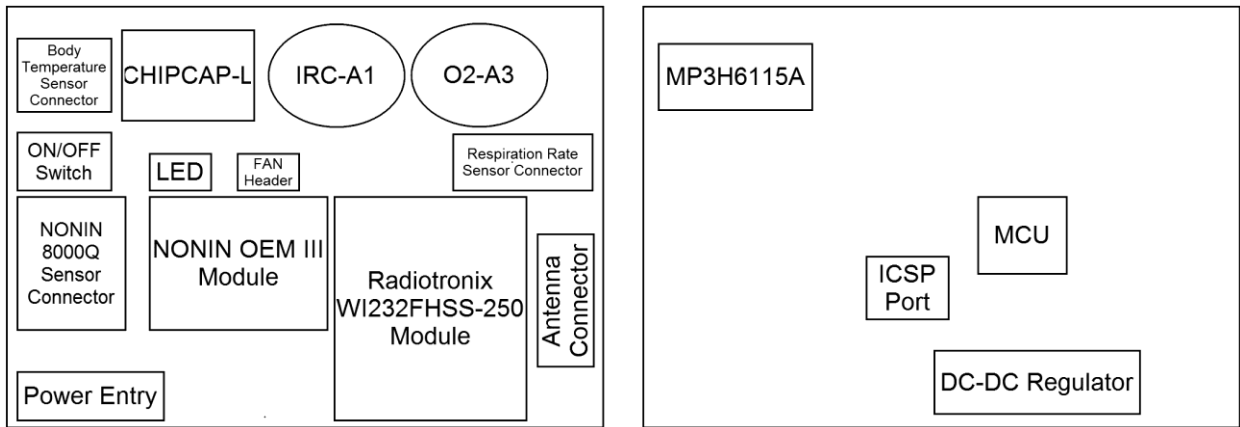 Body
Temperature
Sensor
Connector
CHIPCAP-L
IRC-A1
O2-A3
ON/OFF
Switch
LED
FAN
Header
Respiration Rate
Sensor Connector
NONIN
8000Q
Sensor
Connector
NONIN OEM III
Module
Radiotronix
WI232FHSS-250
Module
Antenna
Connector
Power Entry
MP3H6115A
MCU
ICSP
Port
DC-DC Regulator